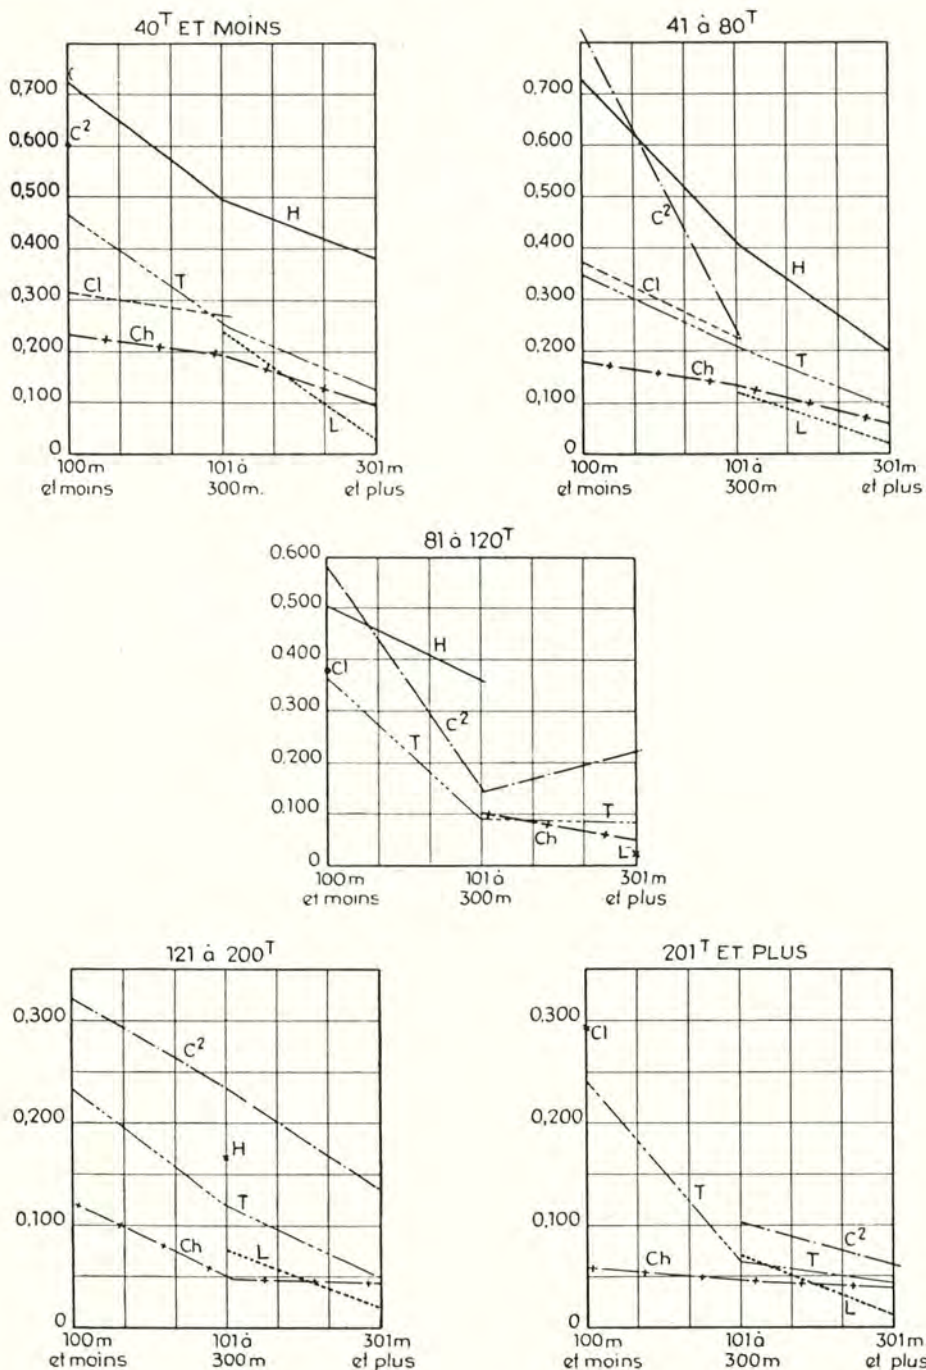 40T ET MOINS
0,700
C2
0,600
0,500
H
0,400
T
0,300
Cl
Ch
0,200
0,100
L
0
100m et moins
101 à 300m.
301m et plus
41 à 80T
0,700
0,600
0,500
C2
0,400
H
Cl
0,300
T
0,200
Ch
0,100
L
0
100m et moins
101 à 300m
301m et plus
81 à 120T
0.600
0,500
H
0.400
Cl
0.300
C2
T
0,200
0.100
T
Ch
L
0
100m et moins
101 à 300m
301m et plus
121 à 200T
0,300
C2
0,200
H
T
0,100
Ch
L
0
100m et moins
101 à 300m
301m et plus
201T ET PLUS
0,300
Cl
0,200
T
0,100
C2
Ch
T
L
0
100m et moins
101 à 300m
301m et plus